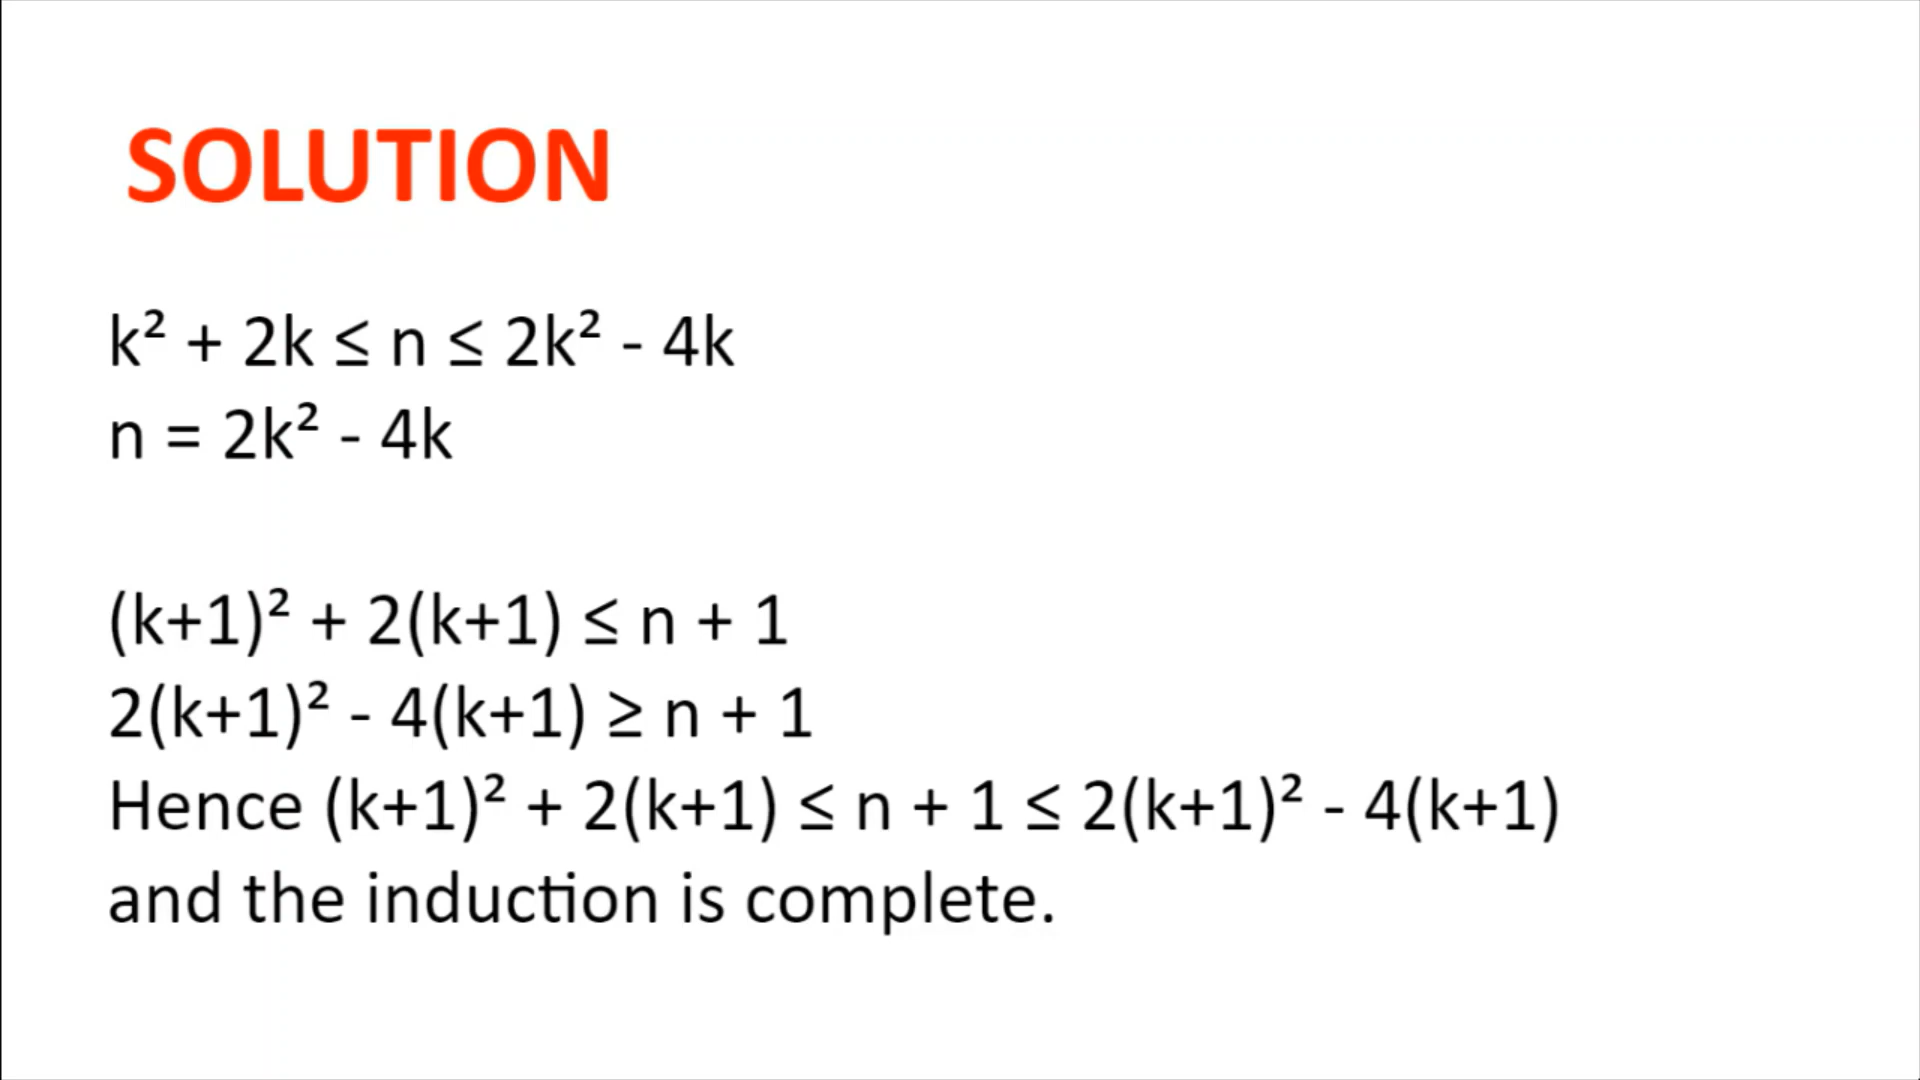 SOLUTION
k² + 2k ≤ n ≤ 2k² - 4k
n = 2k² - 4k
(k+1)² + 2(k+1) ≤ n + 1
2(k+1)² - 4(k+1) ≥ n + 1
Hence (k+1)² + 2(k+1) ≤ n + 1 ≤ 2(k+1)² - 4(k+1)
and the induction is complete.